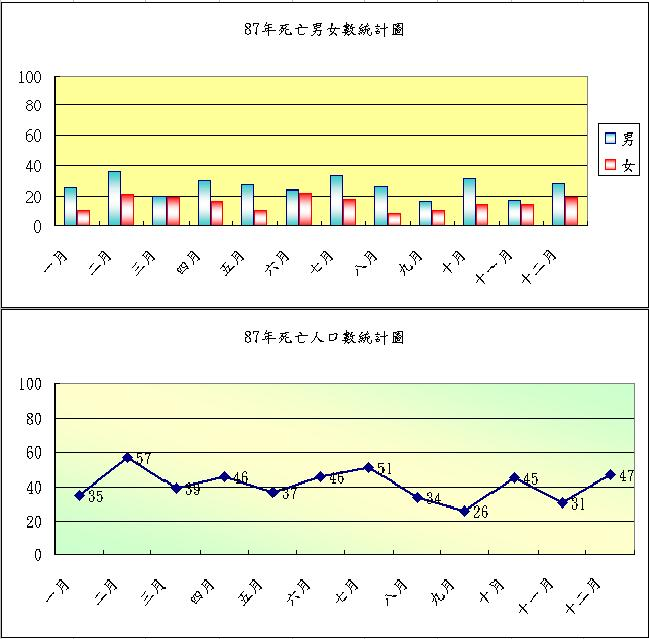 87年死亡男女數統計圖
100
80
60
40
20
0
男
女
一月 二月 三月 四月 五月 六月 七月 八月 九月 十月 十一月 十二月
87年死亡人口數統計圖
100
80
60
40
20
0
35 57 39 46 37 46 51 34 26 45 31 47
一月 二月 三月 四月 五月 六月 七月 八月 九月 十月 十一月 十二月